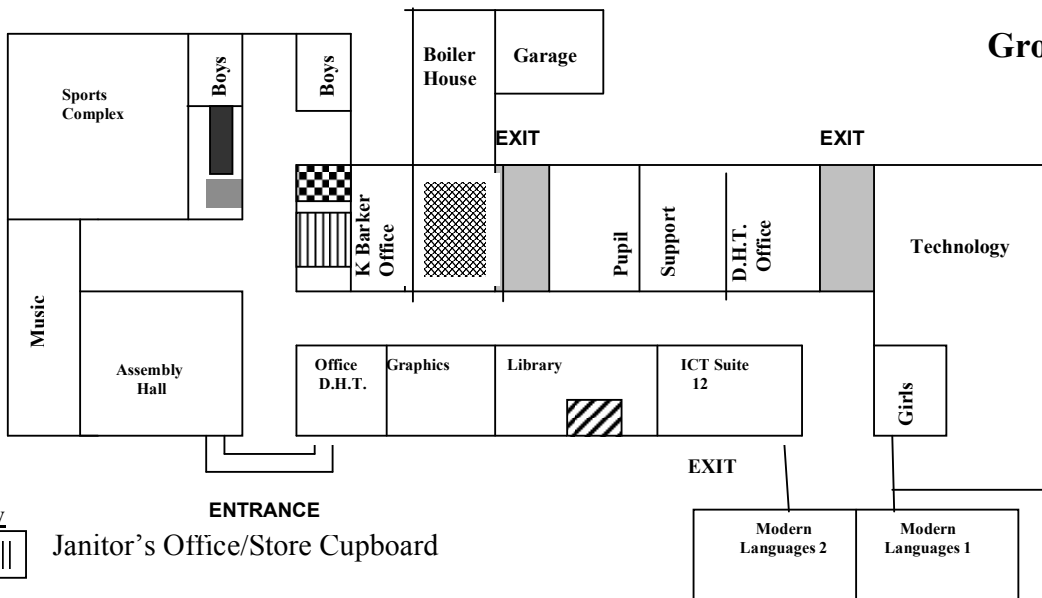 Gro
Boys
Boys
Boiler
House
Garage
Sports
Complex
EXIT
EXIT
K Barker
Office
Pupil
Support
D.H.T.
Office
Technology
Music
Assembly
Hall
Office
D.H.T.
Graphics
Library
ICT Suite
12
Girls
EXIT
ENTRANCE
Janitor's Office/Store Cupboard
Modern
Languages 2
Modern
Languages 1